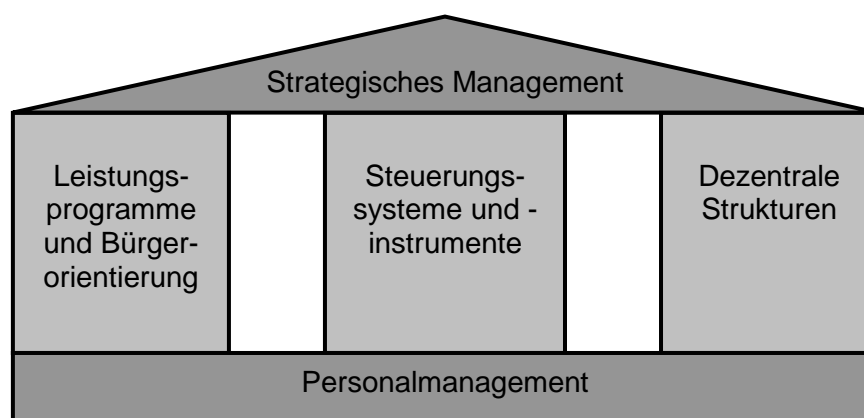 Strategisches Management
Leistungs-
programme
und Bürger-
orientierung
Steuerungs-
systeme und -
instrumente
Dezentrale
Strukturen
Personalmanagement